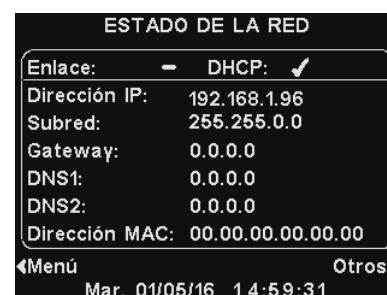 ESTADO DE LA RED
Enlace: – DHCP: ✓
Dirección IP: 192.168.1.96
Subred: 255.255.0.0
Gateway: 0.0.0.0
DNS1: 0.0.0.0
DNS2: 0.0.0.0
Dirección MAC: 00.00.00.00.00.00
Menú Otros
Mar. 01/05/16 14:59:31